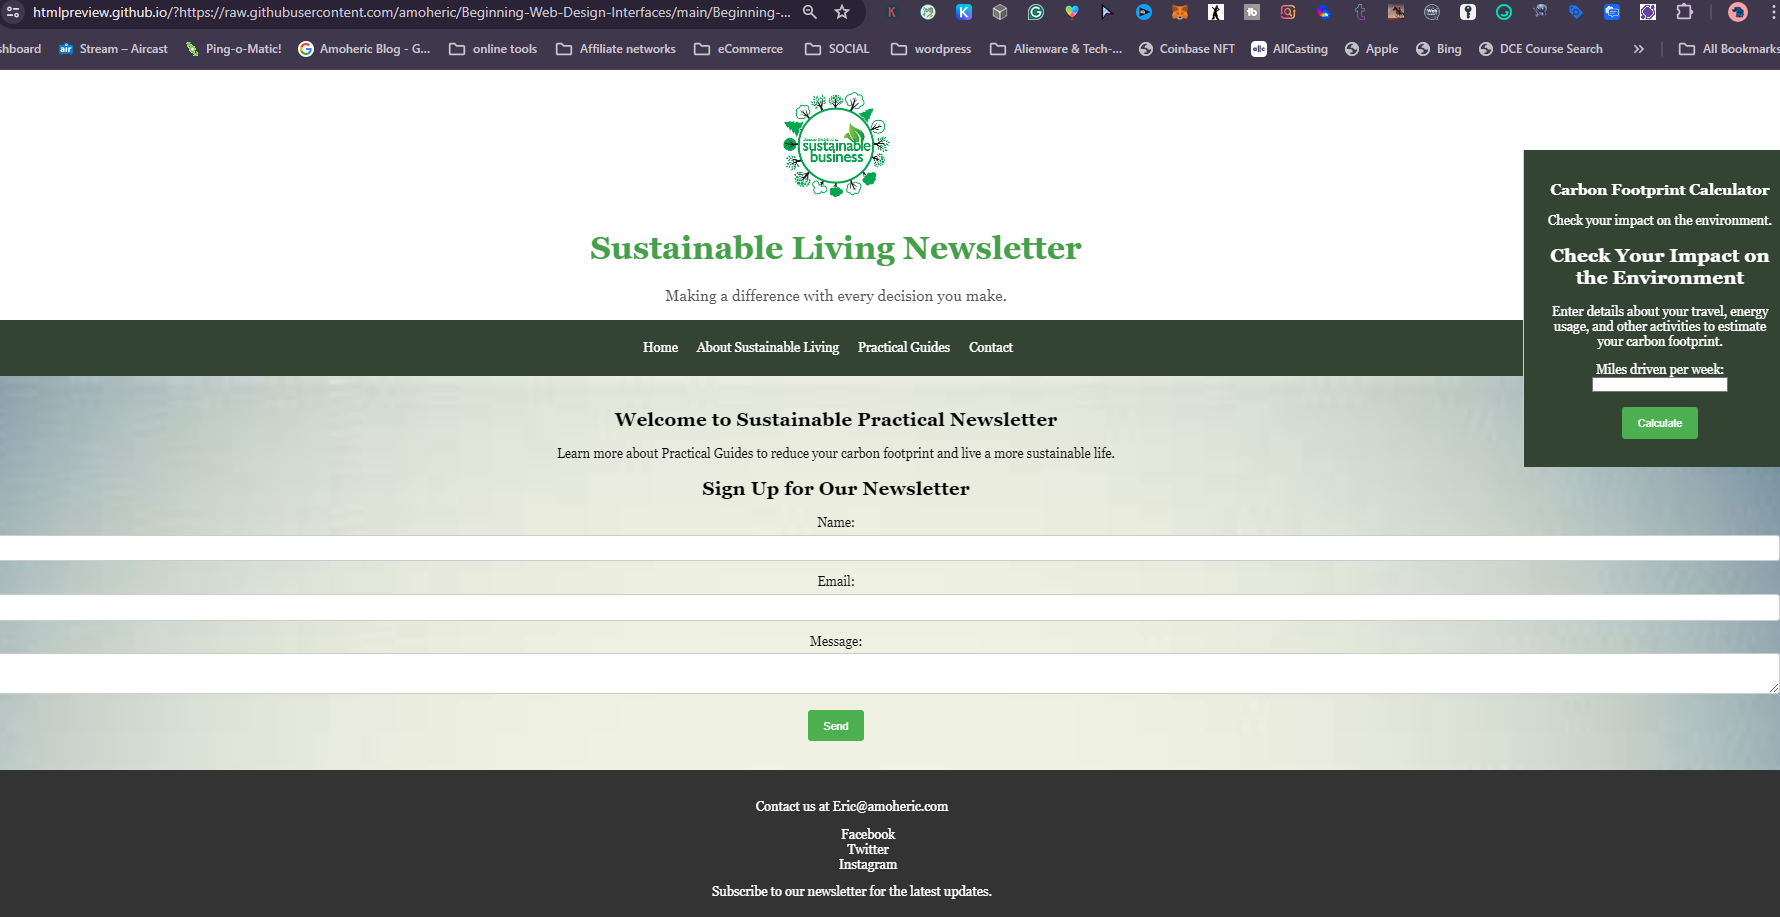 htmlpreview.github.io/?https://raw.githubusercontent.com/amoheric/Beginning-Web-Design-Interfaces/main/Beginning-...
shboard
Stream – Aircast
Ping-o-Matic!
Amoheric Blog - G...
online tools
Affiliate networks
eCommerce
SOCIAL
wordpress
Alienware & Tech-...
Coinbase NFT
AllCasting
Apple
Bing
DCE Course Search
All Bookmarks
sustainable
business
Sustainable Living Newsletter
Making a difference with every decision you make.
Home
About Sustainable Living
Practical Guides
Contact
Carbon Footprint Calculator
Check your impact on the environment.
Check Your Impact on
the Environment
Enter details about your travel, energy
usage, and other activities to estimate
your carbon footprint.
Miles driven per week:
Calculate
Welcome to Sustainable Practical Newsletter
Learn more about Practical Guides to reduce your carbon footprint and live a more sustainable life.
Sign Up for Our Newsletter
Name:
Email:
Message:
Send
Contact us at Eric@amoheric.com
Facebook
Twitter
Instagram
Subscribe to our newsletter for the latest updates.